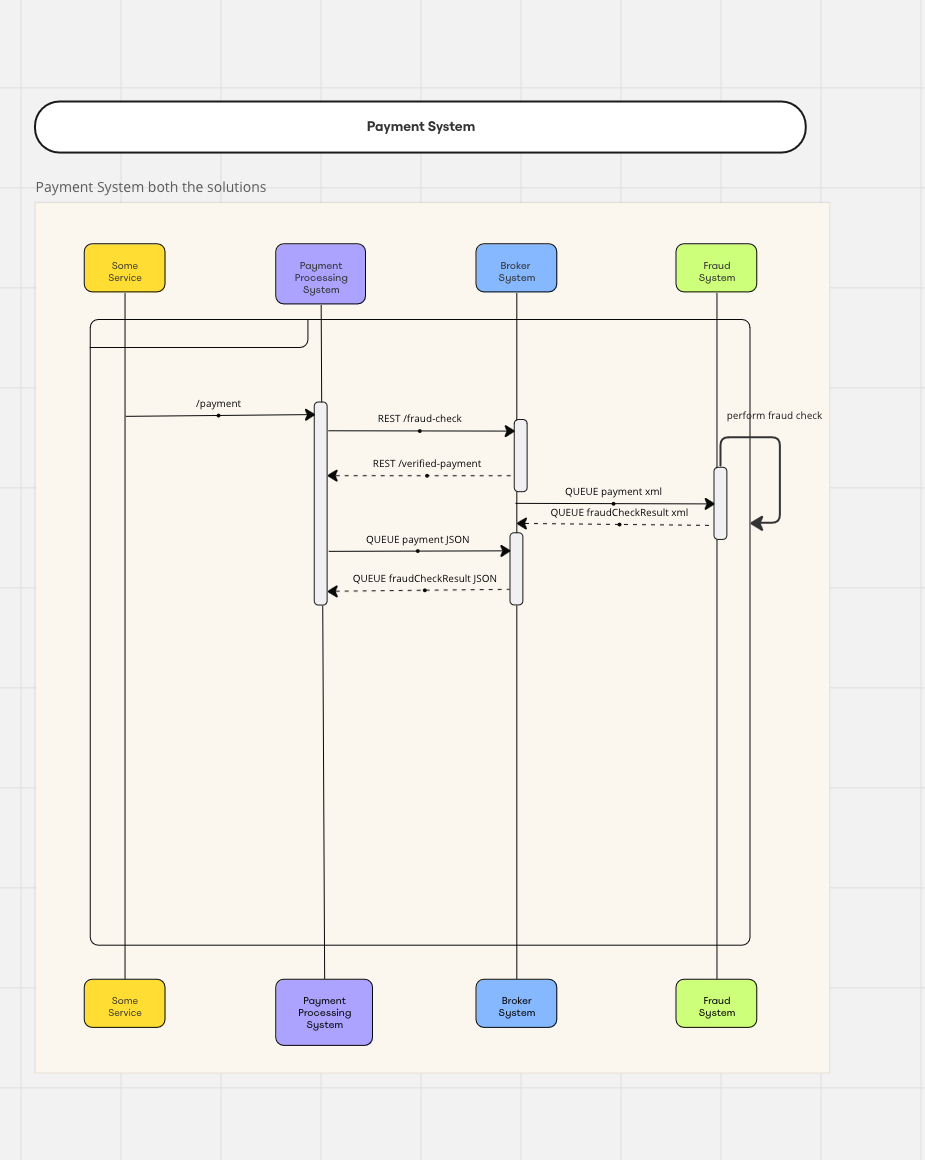 Payment System
Payment System both the solutions
Some
Service
Payment
Processing
System
Broker
System
Fraud
System
/payment
REST /fraud-check
perform fraud check
REST /verified-payment
QUEUE payment xml
QUEUE fraudCheckResult xml
QUEUE payment JSON
QUEUE fraudCheckResult JSON
Some
Service
Payment
Processing
System
Broker
System
Fraud
System